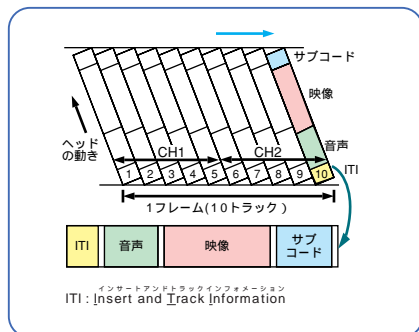 サブコード
映像
音声
ITI
ヘッド
の動き
CH1
CH2
1 2 3 4 5 6 7 8 9 10
1フレーム(10トラック)
ITI 音声 映像 サブ
コード
インサートアンドトラックインフォメーション
ITI : Insert and Track Information